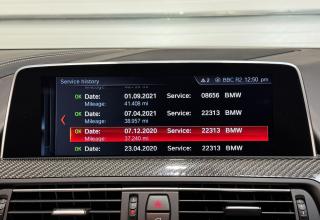 Service history
2
BBC R2 12:50 pm
OK Date: 01.09.2021 Service: 08656 BMW
Mileage: 41.408 mi
OK Date: 07.04.2021 Service: 22313 BMW
Mileage: 38.957 mi
OK Date: 07.12.2020 Service: 22313 BMW
Mileage: 37.240 mi
OK Date: 23.04.2020 Service: 22313 BMW